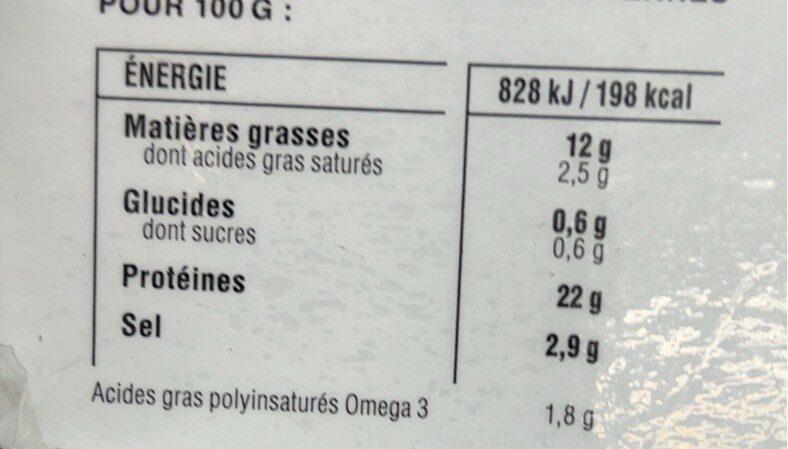 POUR 100 G :
ÉNERGIE 828 kJ / 198 kcal
Matières grasses 12 g
dont acides gras saturés 2,5 g
Glucides 0,6 g
dont sucres 0,6 g
Protéines 22 g
Sel 2,9 g
Acides gras polyinsaturés Omega 3 1,8 g